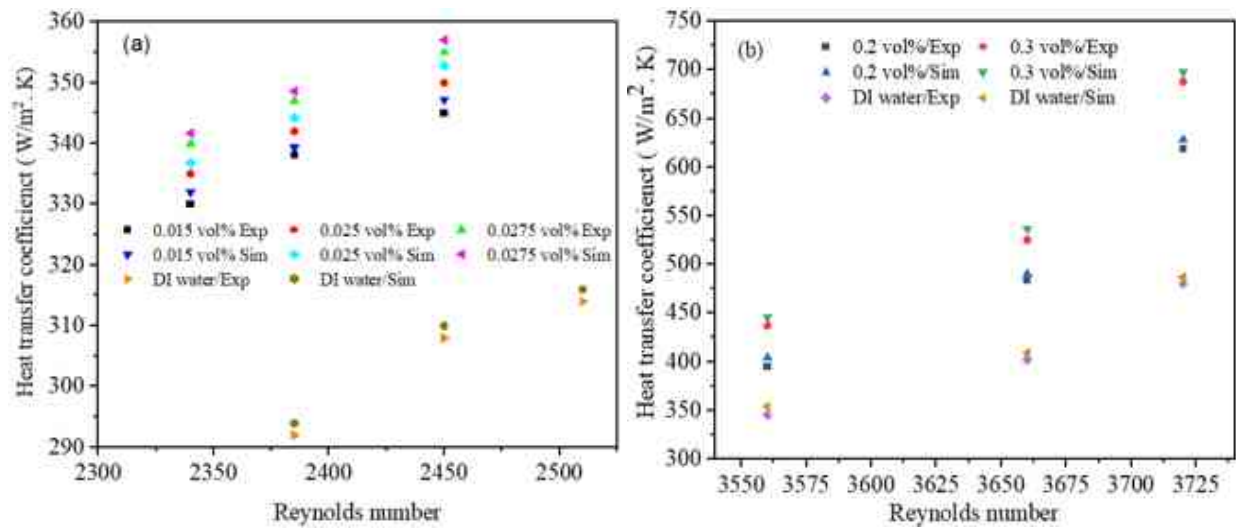 (a)
360
350
340
330
320
310
300
290
Heat transfer coefficienct ( W/m². K)
0.015 vol% Exp 0.025 vol% Exp 0.0275 vol% Exp
0.015 vol% Sim 0.025 vol% Sim 0.0275 vol% Sim
DI water/Exp DI water/Sim
2300 2350 2400 2450 2500
Reynolds number
(b)
750
700
650
600
550
500
450
400
350
300
Heat transfer coefficienct ( W/m². K)
0.2 vol%/Exp 0.3 vol%/Exp
0.2 vol%/Sim 0.3 vol%/Sim
DI water/Exp DI water/Sim
3550 3575 3600 3625 3650 3675 3700 3725
Reynolds number